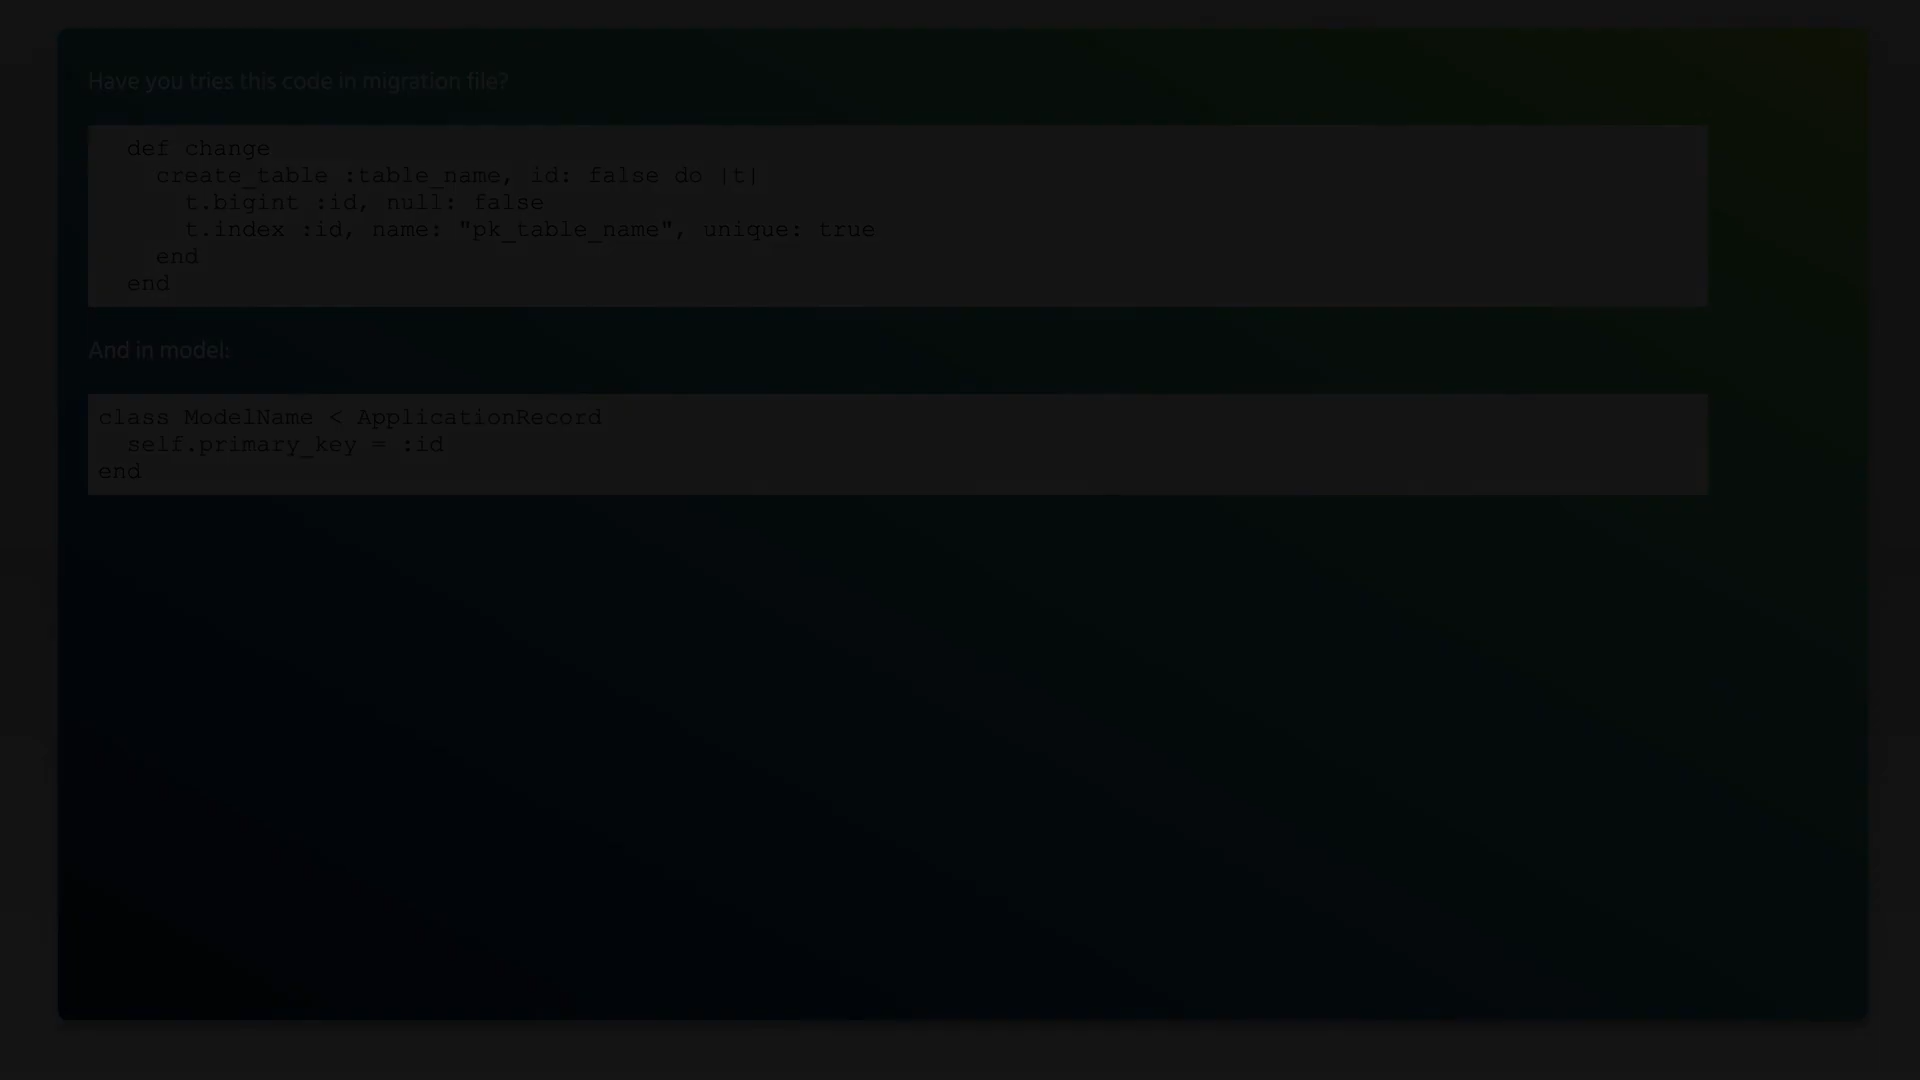 Have you tries this code in migration file?
  def change
    create_table :table_name, id: false do |t|
      t.bigint :id, null: false
      t.index :id, name: "pk_table_name", unique: true
    end
  end
And in model:
class ModelName < ApplicationRecord
  self.primary_key = :id
end